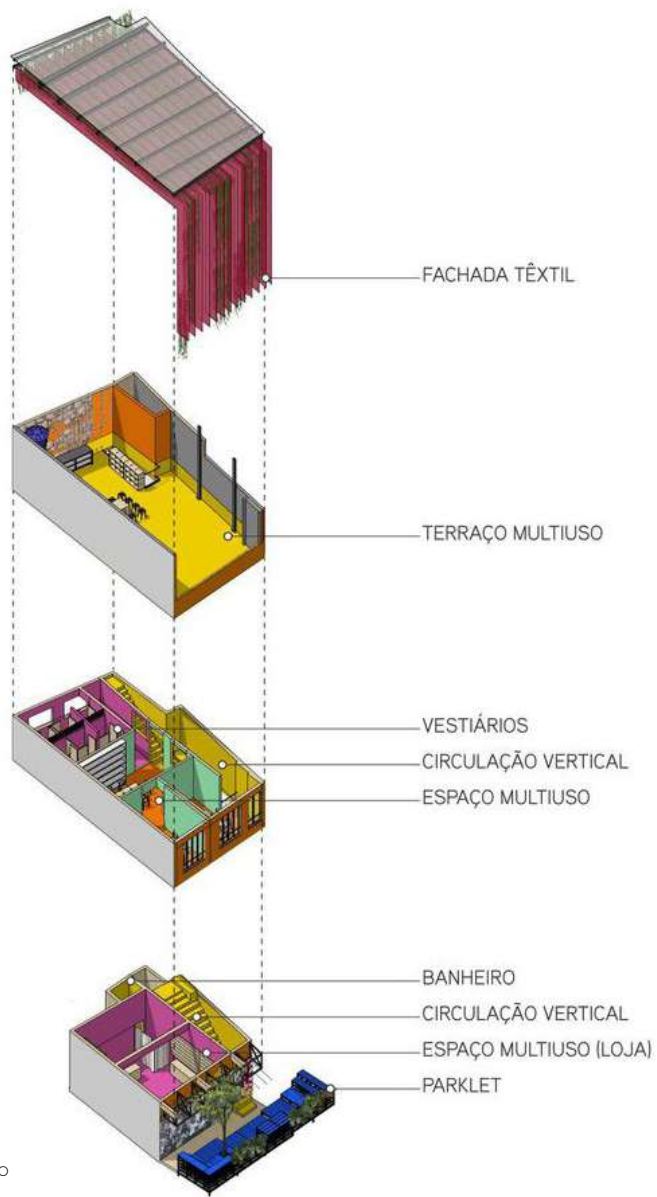 FACHADA TÊXTIL
TERRAÇO MULTIUSO
VESTIÁRIOS
CIRCULAÇÃO VERTICAL
ESPAÇO MULTIUSO
BANHEIRO
CIRCULAÇÃO VERTICAL
ESPAÇO MULTIUSO (LOJA)
PARKLET